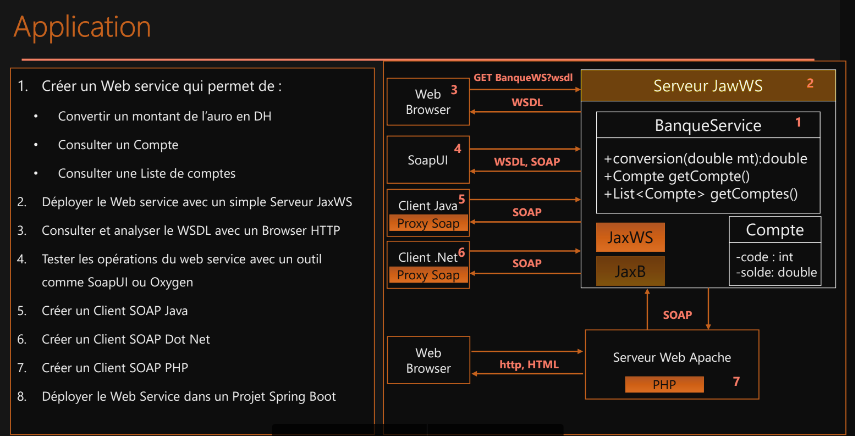 Application
1. Créer un Web service qui permet de :
• Convertir un montant de l'auro en DH
• Consulter un Compte
• Consulter une Liste de comptes
2. Déployer le Web service avec un simple Serveur JaxWS
3. Consulter et analyser le WSDL avec un Browser HTTP
4. Tester les opérations du web service avec un outil
comme SoapUI ou Oxygen
5. Créer un Client SOAP Java
6. Créer un Client SOAP Dot Net
7. Créer un Client SOAP PHP
8. Déployer le Web Service dans un Projet Spring Boot
Web
Browser
3
GET BanqueWS?wsdl
WSDL
SoapUI
4
WSDL, SOAP
Client Java
5
Proxy Soap
SOAP
Client .Net
6
Proxy Soap
SOAP
Serveur JawWS
2
BanqueService
1
+conversion(double mt):double
+Compte getCompte()
+List<Compte> getComptes()
JaxWS
JaxB
Compte
-code : int
-solde: double
SOAP
Web
Browser
http, HTML
Serveur Web Apache
PHP
7